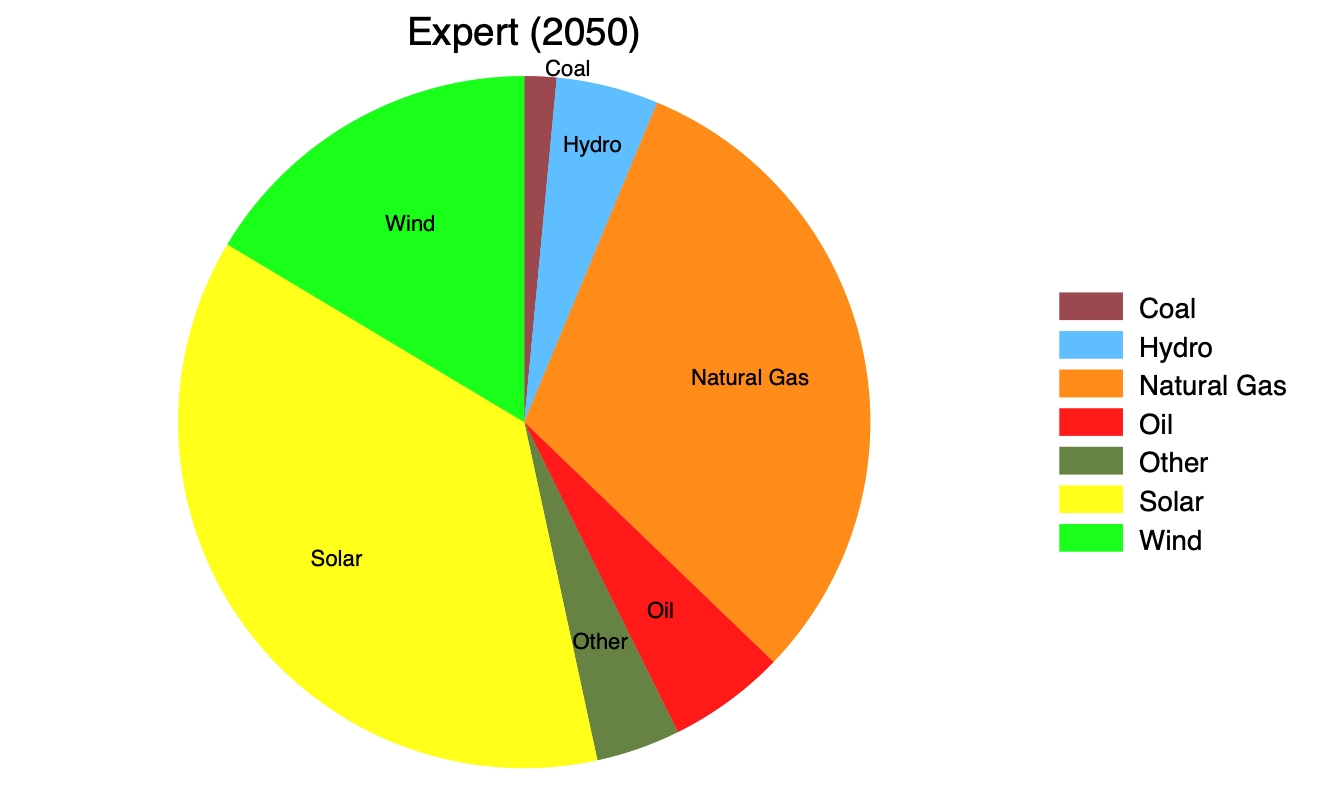 Expert (2050)
Coal
Hydro
Wind
Natural Gas
Solar
Oil
Other
Coal
Hydro
Natural Gas
Oil
Other
Solar
Wind